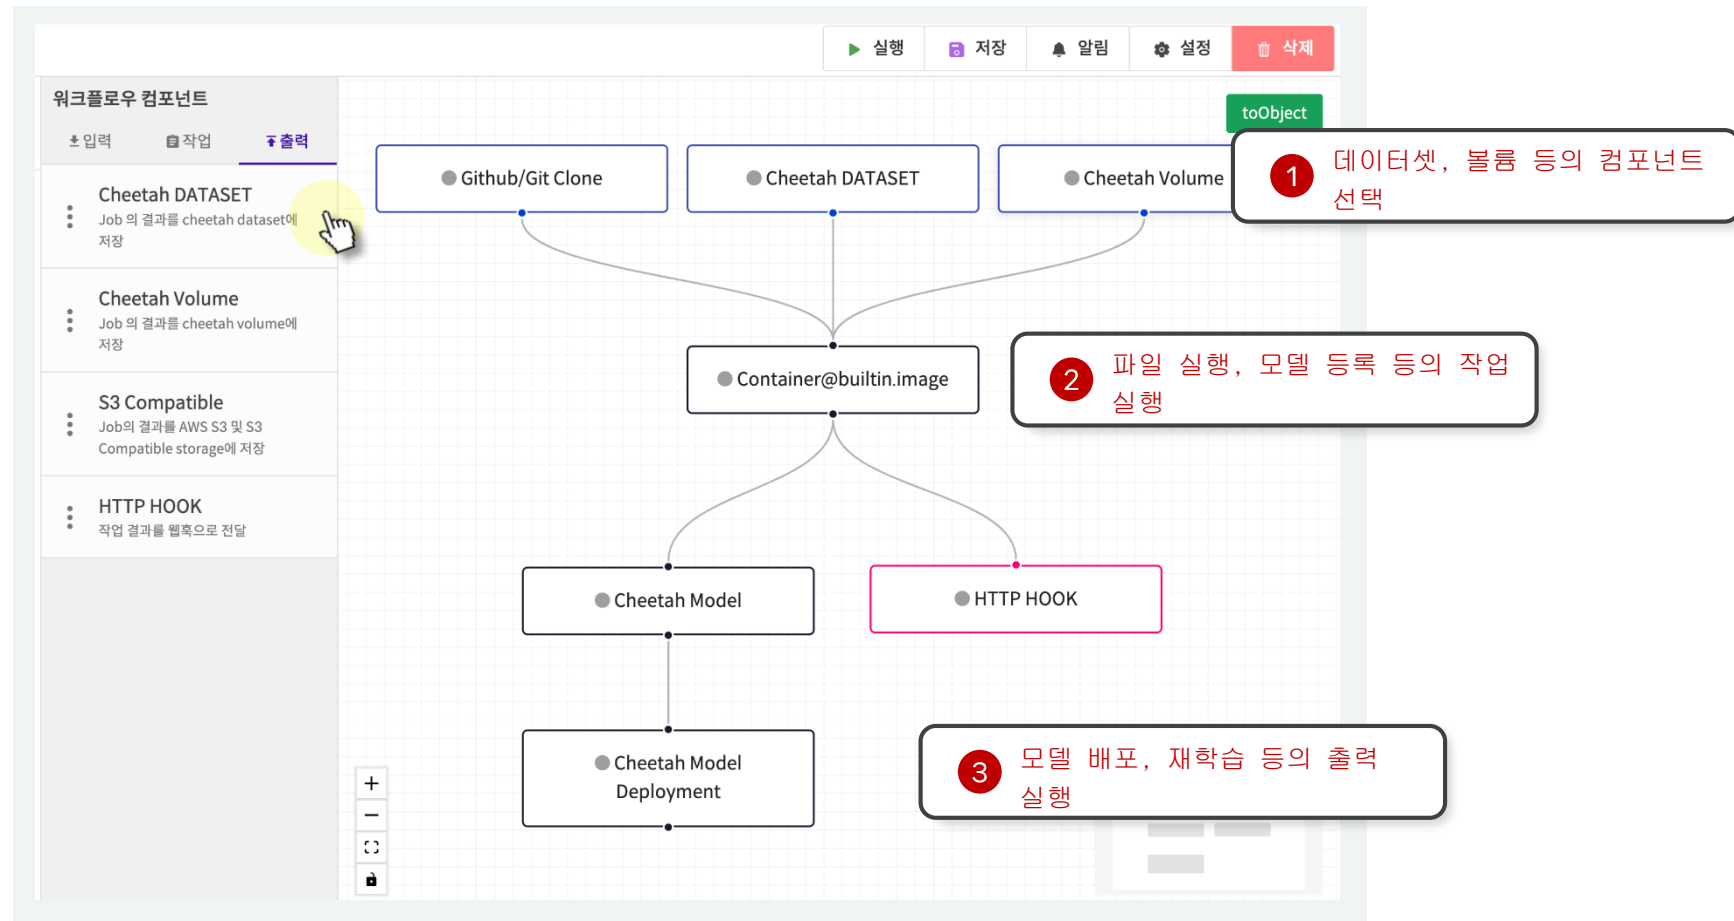 실행
저장
알림
설정
삭제
워크플로우 컴포넌트
입력
작업
출력
Cheetah DATASET
Job 의 결과를 cheetah dataset에
저장
Cheetah Volume
Job 의 결과를 cheetah volume에
저장
S3 Compatible
Job의 결과를 AWS S3 및 S3
Compatible storage에 저장
HTTP HOOK
작업 결과를 웹훅으로 전달
toObject
Github/Git Clone
Cheetah DATASET
Cheetah Volume
1
데이터셋, 볼륨 등의 컴포넌트
선택
Container@builtin.image
2
파일 실행, 모델 등록 등의 작업
실행
Cheetah Model
HTTP HOOK
Cheetah Model
Deployment
3
모델 배포, 재학습 등의 출력
실행